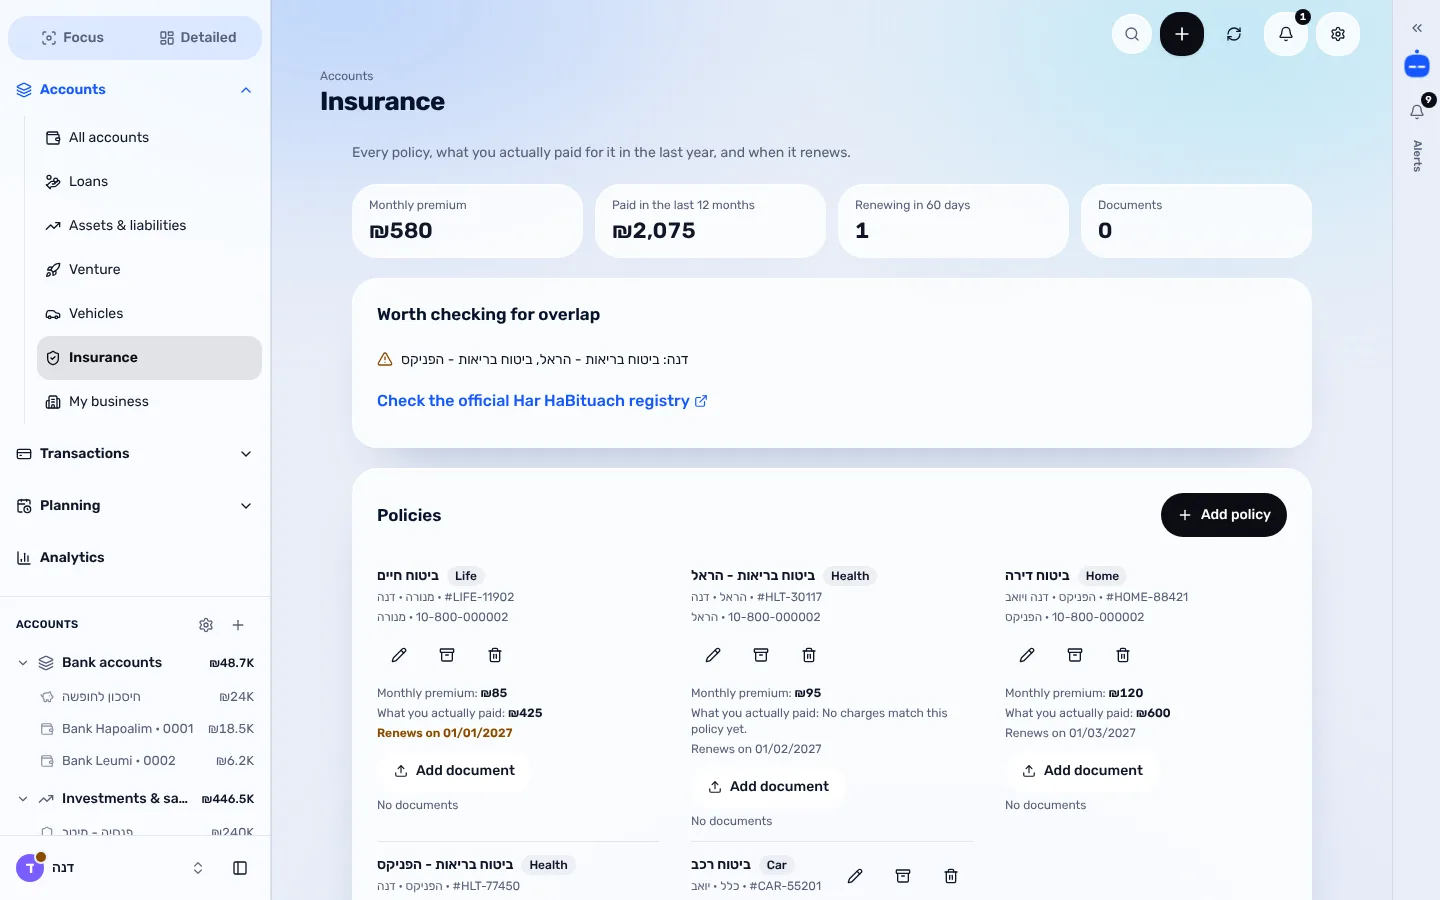 Focus
Detailed
Accounts
All accounts
Loans
Assets & liabilities
Venture
Vehicles
Insurance
My business
Transactions
Planning
Analytics
ACCOUNTS
Bank accounts ₪48.7K
חיסכון לחופשה ₪24K
Bank Hapoalim • 0001 ₪18.5K
Bank Leumi • 0002 ₪6.2K
Investments & sa... ₪446.5K
פנסיה - מיטב ₪240K
T דנה
1
Accounts
Insurance
Every policy, what you actually paid for it in the last year, and when it renews.
Monthly premium
₪580
Paid in the last 12 months
₪2,075
Renewing in 60 days
1
Documents
0
Worth checking for overlap
דנה: ביטוח בריאות - הראל, ביטוח בריאות - הפניקס
Check the official Har HaBituach registry
Policies
Add policy
ביטוח חיים Life
מנורה • דנה • #LIFE-11902
מנורה • 10-800-000002
Monthly premium: ₪85
What you actually paid: ₪425
Renews on 01/01/2027
Add document
No documents
ביטוח בריאות - הראל Health
הראל • דנה • #HLT-30117
הראל • 10-800-000002
Monthly premium: ₪95
What you actually paid: No charges match this
policy yet.
Renews on 01/02/2027
Add document
No documents
ביטוח דירה Home
הפניקס • דנה ויואב • #HOME-88421
הפניקס • 10-800-000002
Monthly premium: ₪120
What you actually paid: ₪600
Renews on 01/03/2027
Add document
No documents
ביטוח בריאות - הפניקס Health
הפניקס • דנה • #HLT-77450
ביטוח רכב Car
כלל • יואב • #CAR-55201
9
Alerts